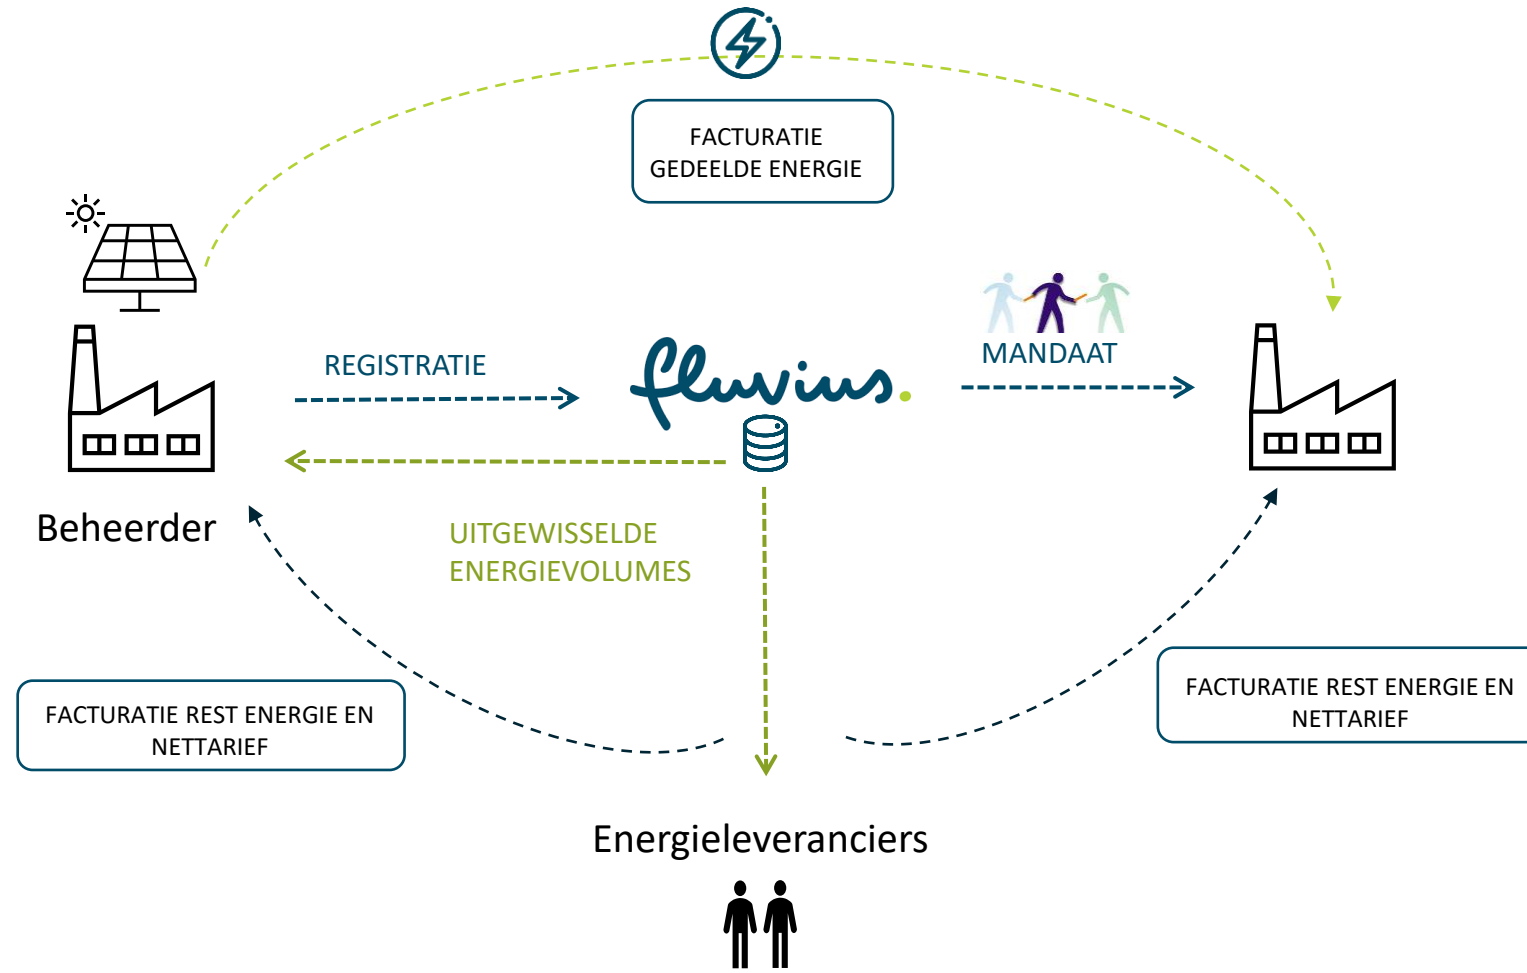 FACTURATIE
GEDEELDE ENERGIE
REGISTRATIE
fluvius.
MANDAAT
Beheerder
UITGEWISSELDE
ENERGIEVOLUMES
FACTURATIE REST ENERGIE EN
NETTARIEF
FACTURATIE REST ENERGIE EN
NETTARIEF
Energieleveranciers